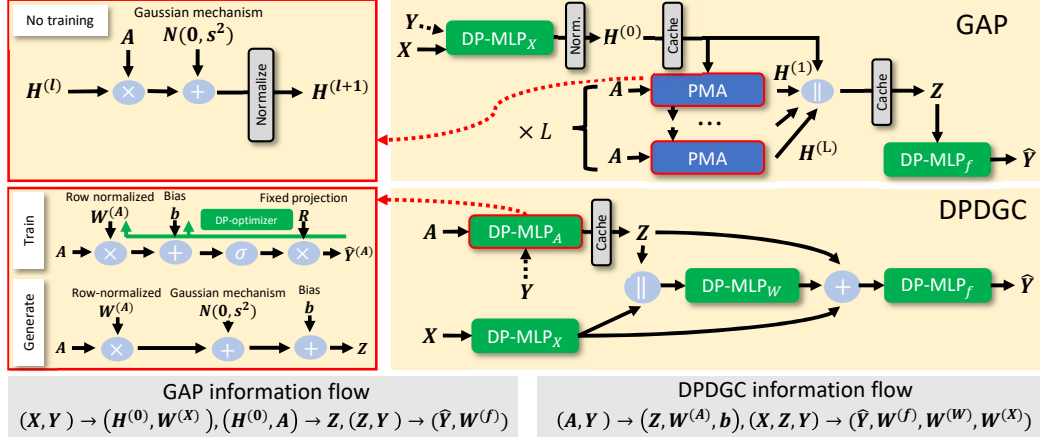 No training
Gaussian mechanism
A
N(0, s²)
H^(l)
×
+
Normalize
H^(l+1)
GAP
Y
X
DP-MLP_X
Norm.
H^(0)
Cache
A
PMA
H^(1)
||
Cache
Z
× L
...
A
PMA
H^(L)
DP-MLP_f
Ŷ
Train
Row normalized
W^(A)
Bias
b
DP-optimizer
Fixed projection
R
A
×
+
σ
×
Ŷ^(A)
Generate
Row-normalized
W^(A)
Gaussian mechanism
N(0, s²)
Bias
b
A
×
+
+
Z
DPDGC
A
DP-MLP_A
Cache
Z
Y
||
DP-MLP_W
+
DP-MLP_f
Ŷ
X
DP-MLP_X
GAP information flow
(X, Y) → (H^(0), W^(X)), (H^(0), A) → Z, (Z, Y) → (Ŷ, W^(f))
DPDGC information flow
(A, Y) → (Z, W^(A), b), (X, Z, Y) → (Ŷ, W^(f), W^(W), W^(X))